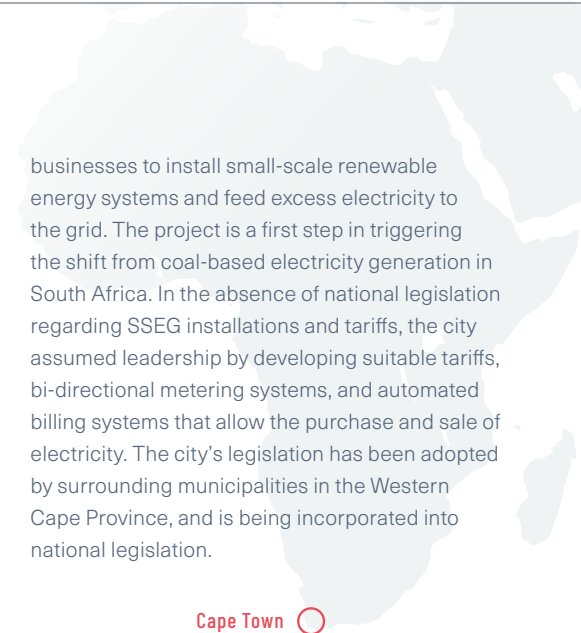 businesses to install small-scale renewable
energy systems and feed excess electricity to
the grid. The project is a first step in triggering
the shift from coal-based electricity generation in
South Africa. In the absence of national legislation
regarding SSEG installations and tariffs, the city
assumed leadership by developing suitable tariffs,
bi-directional metering systems, and automated
billing systems that allow the purchase and sale of
electricity. The city’s legislation has been adopted
by surrounding municipalities in the Western
Cape Province, and is being incorporated into
national legislation.
Cape Town